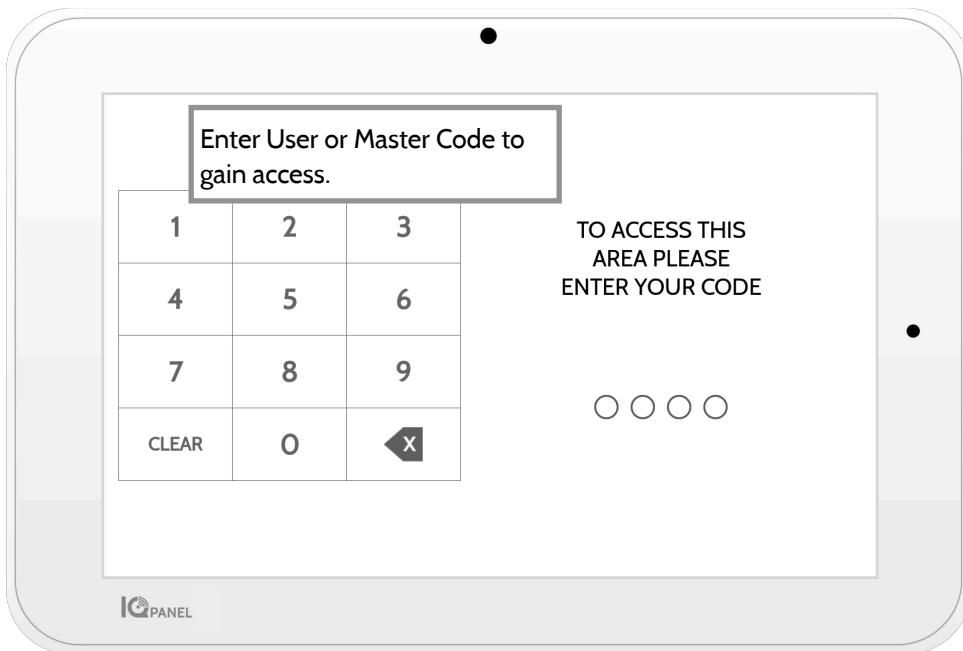 Enter User or Master Code to
gain access.
1 2 3
4 5 6
7 8 9
CLEAR 0 X
TO ACCESS THIS
AREA PLEASE
ENTER YOUR CODE
IQ PANEL